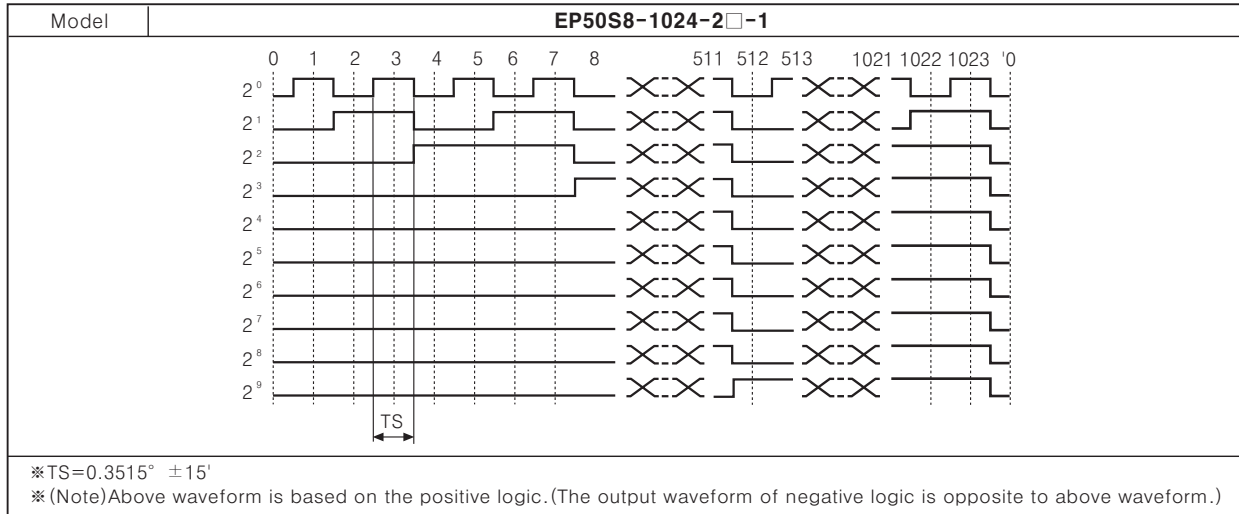 Model EP50S8-1024-2□-1
0 1 2 3 4 5 6 7 8 511 512 513 1021 1022 1023 '0
2⁰
2¹
2²
2³
2⁴
2⁵
2⁶
2⁷
2⁸
2⁹
TS
※TS=0.3515° ±15'
※(Note)Above waveform is based on the positive logic.(The output waveform of negative logic is opposite to above waveform.)